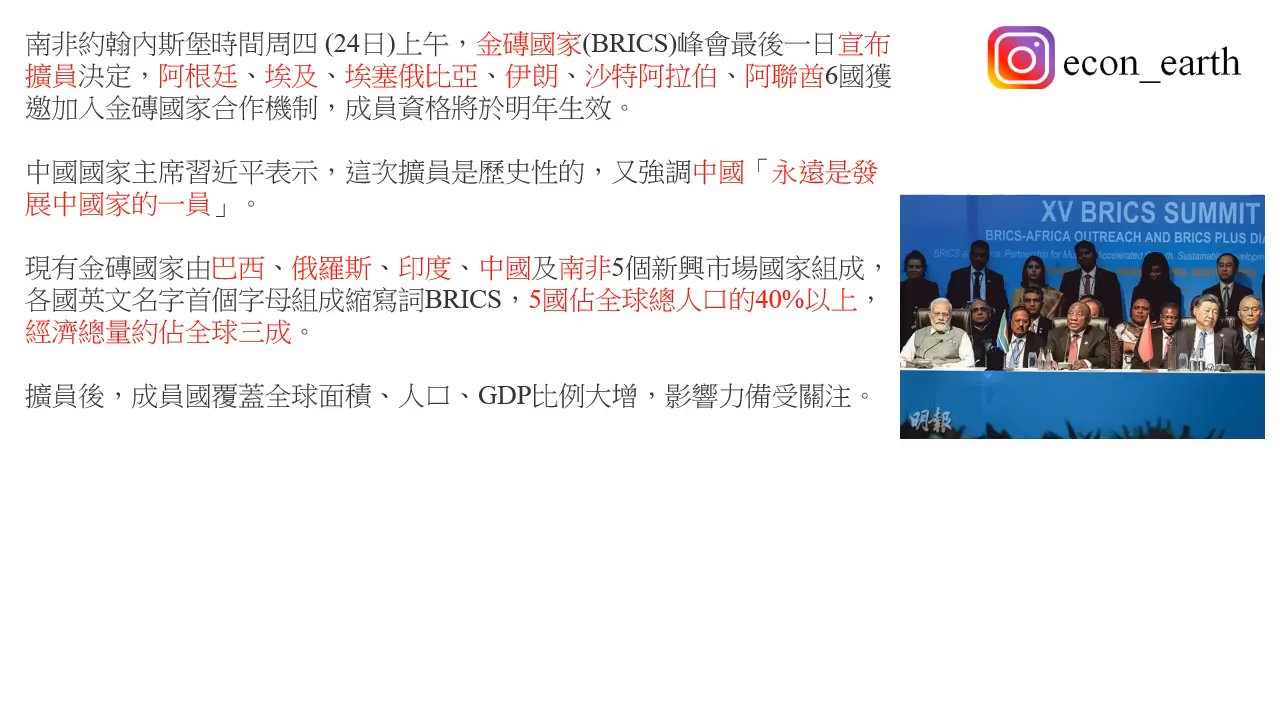 南非約翰內斯堡時間周四 (24日)上午，金磚國家(BRICS)峰會最後一日宣布
擴員決定，阿根廷、埃及、埃塞俄比亞、伊朗、沙特阿拉伯、阿聯酋6國獲
邀加入金磚國家合作機制，成員資格將於明年生效。
中國國家主席習近平表示，這次擴員是歷史性的，又強調中國「永遠是發
展中國家的一員」。
現有金磚國家由巴西、俄羅斯、印度、中國及南非5個新興市場國家組成，
各國英文名字首個字母組成縮寫詞BRICS，5國佔全球總人口的40%以上，
經濟總量約佔全球三成。
擴員後，成員國覆蓋全球面積、人口、GDP比例大增，影響力備受關注。
econ_earth
XV BRICS SUMMIT
BRICS-AFRICA OUTREACH AND BRICS PLUS DIA
BRICS and Africa: Partnership for Mu Accelerated th, Sustainable velopmen
明報